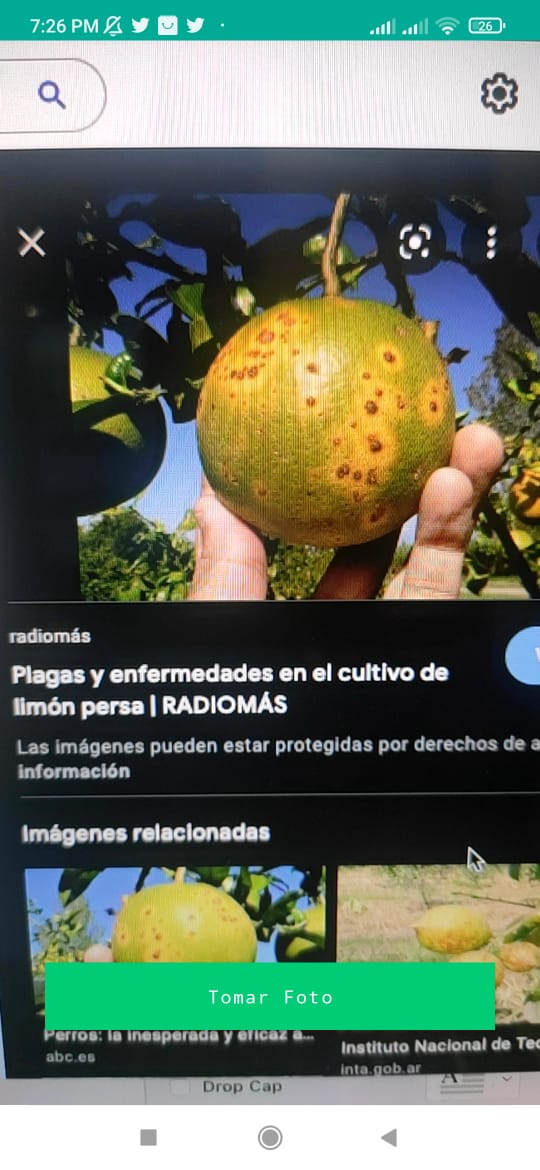 7:26 PM
26
radiomás
Plagas y enfermedades en el cultivo de
limón persa | RADIOMÁS
Las imágenes pueden estar protegidas por derechos de a
información
Imágenes relacionadas
Tomar Foto
Perros: la inesperada y eficaz a...
abc.es
Instituto Nacional de Tec
inta.gob.ar
Drop Cap
A